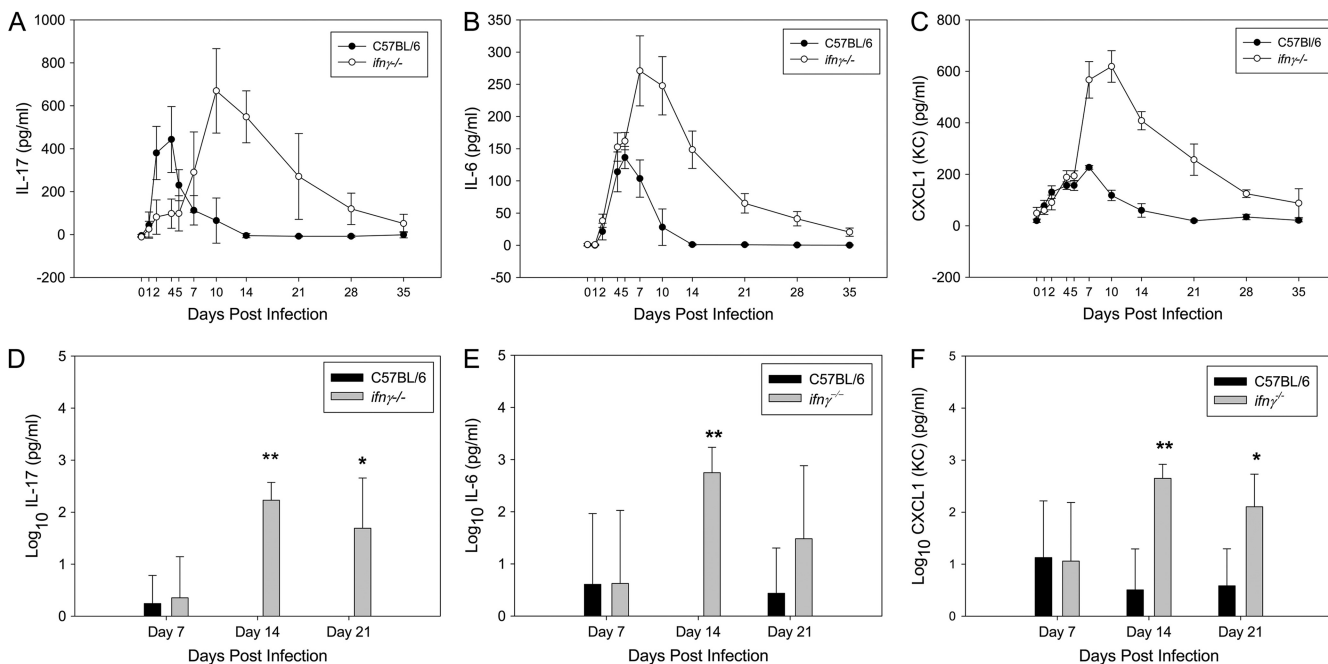 A
1000
800
600
400
200
0
-200
IL-17 (pg/ml)
C57BL/6
ifnγ-/-
0 1 2 4 5 7 10 14 21 28 35
Days Post Infection
B
350
300
250
200
150
100
50
0
-50
IL-6 (pg/ml)
C57BL/6
ifnγ-/-
0 1 2 4 5 7 10 14 21 28 35
Days Post Infection
C
800
600
400
200
0
-200
CXCL1 (KC) (pg/ml)
C57Bl/6
ifnγ-/-
0 1 2 4 5 7 10 14 21 28 35
Days Post Infection
D
5
4
3
2
1
0
Log10 IL-17 (pg/ml)
C57BL/6
ifnγ-/-
**
*
Day 7 Day 14 Day 21
Days Post Infection
E
5
4
3
2
1
0
Log10 IL-6 (pg/ml)
C57BL/6
ifnγ-/-
**
Day 7 Day 14 Day 21
Days Post Infection
F
5
4
3
2
1
0
Log10 CXCL1 (KC) (pg/ml)
C57BL/6
ifnγ-/-
**
*
Day 7 Day 14 Day 21
Days Post Infection